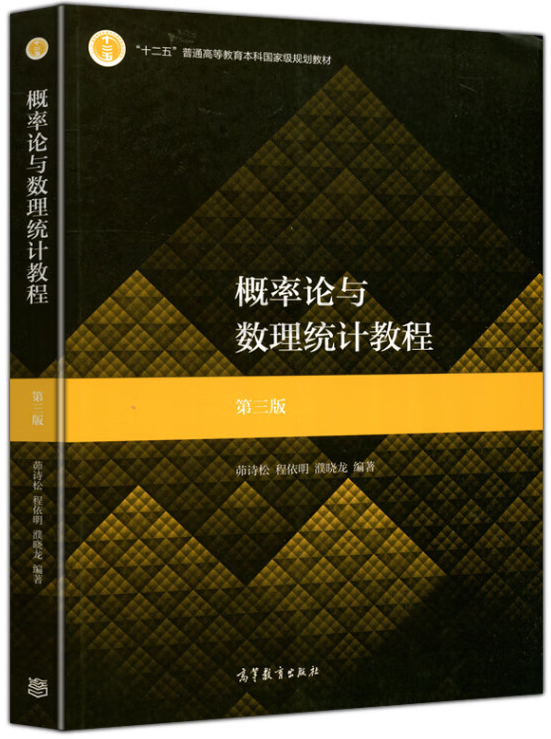 概率论与数理统计教程
第三版
茆诗松 程依明 濮晓龙 编著
“十二五”普通高等教育本科国家级规划教材
概率论与
数理统计教程
第三版
茆诗松 程依明 濮晓龙 编著
高等教育出版社